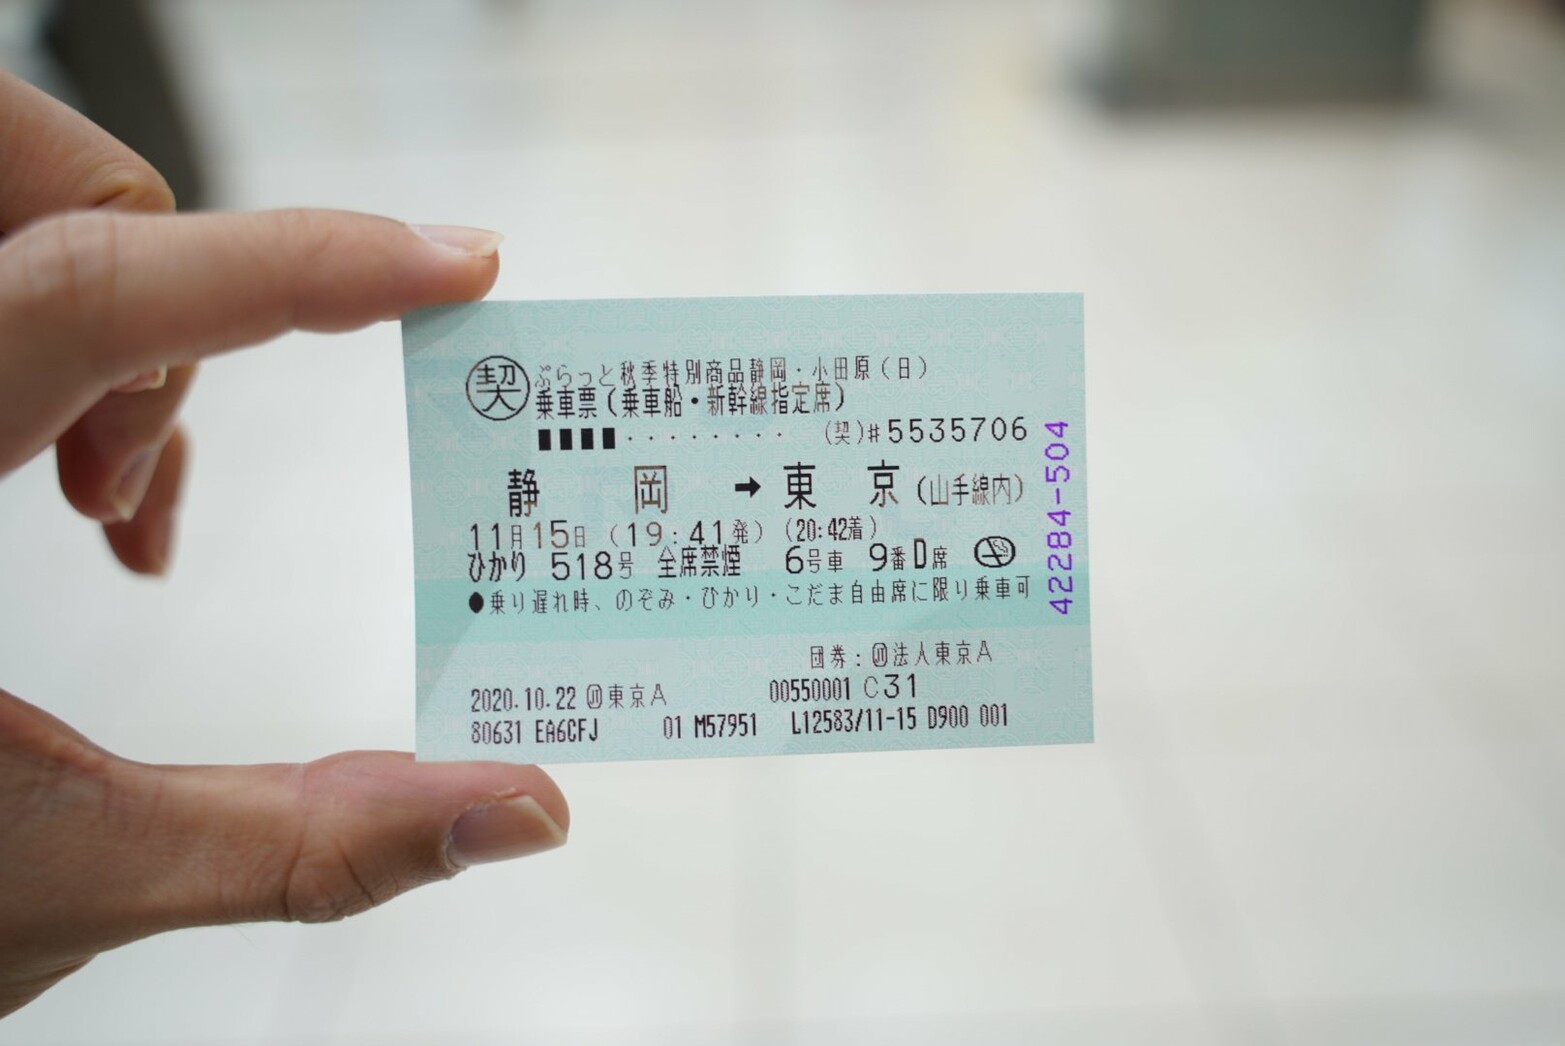 契 ぷらっと秋季特別商品静岡・小田原(日)
乗車票(乗車船・新幹線指定席)
▮▮▮▮・・・・・・・・ (契)#5535706
静岡➡東京(山手線内)
11月15日 (19:41発) (20:42着)
ひかり 518号 全席禁煙 6号車 9番D席
●乗り遅れ時、のぞみ・ひかり・こだま自由席に限り乗車可
団券:法人東京A
2020.10.22 東京A 00550001 C31
80631 EA6CFJ 01 M57951 L12583/11-15 D900 001
42284-504